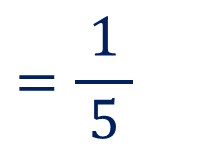 = 1/5